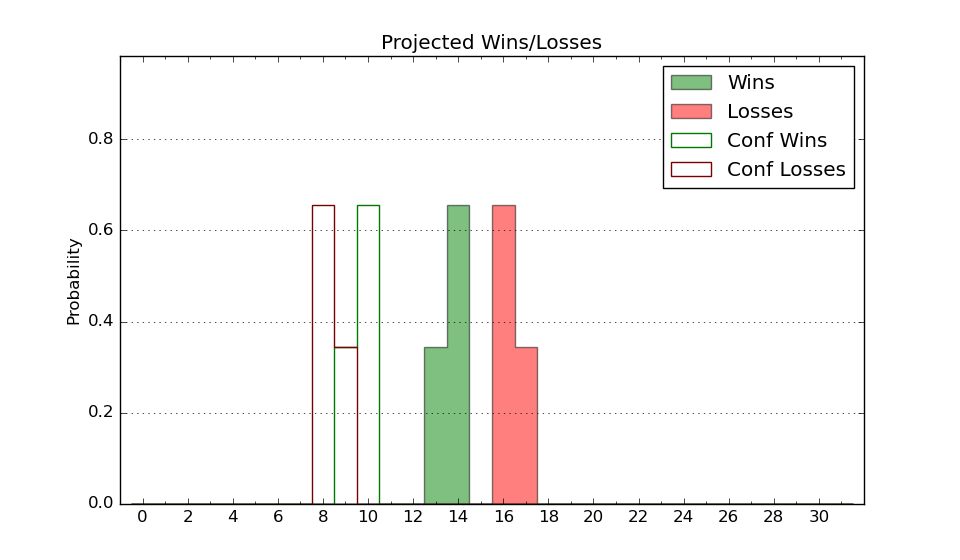 Projected Wins/Losses
Wins
Losses
Conf Wins
Conf Losses
Probability
0.8
0.6
0.4
0.2
0.0
0 2 4 6 8 10 12 14 16 18 20 22 24 26 28 30